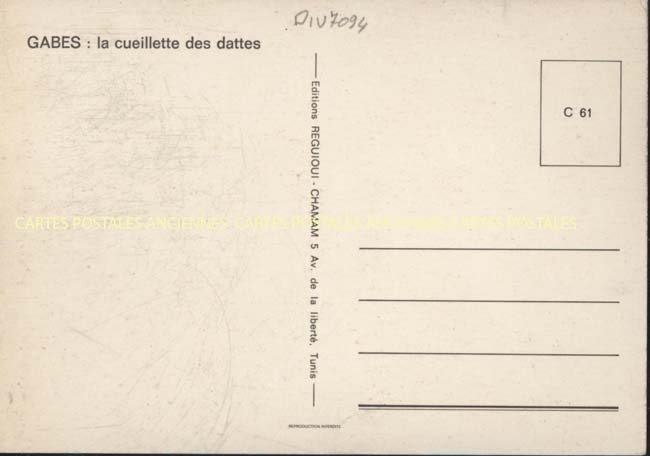 DIV7094
GABES : la cueillette des dattes
C 61
Editions REGUIOUI - CHAMAM 5 Av. de la liberté. Tunis
CARTES POSTALES ANCIENNES CARTES POSTALES ANCIENNES CARTES POSTALES
REPRODUCTION INTERDITE